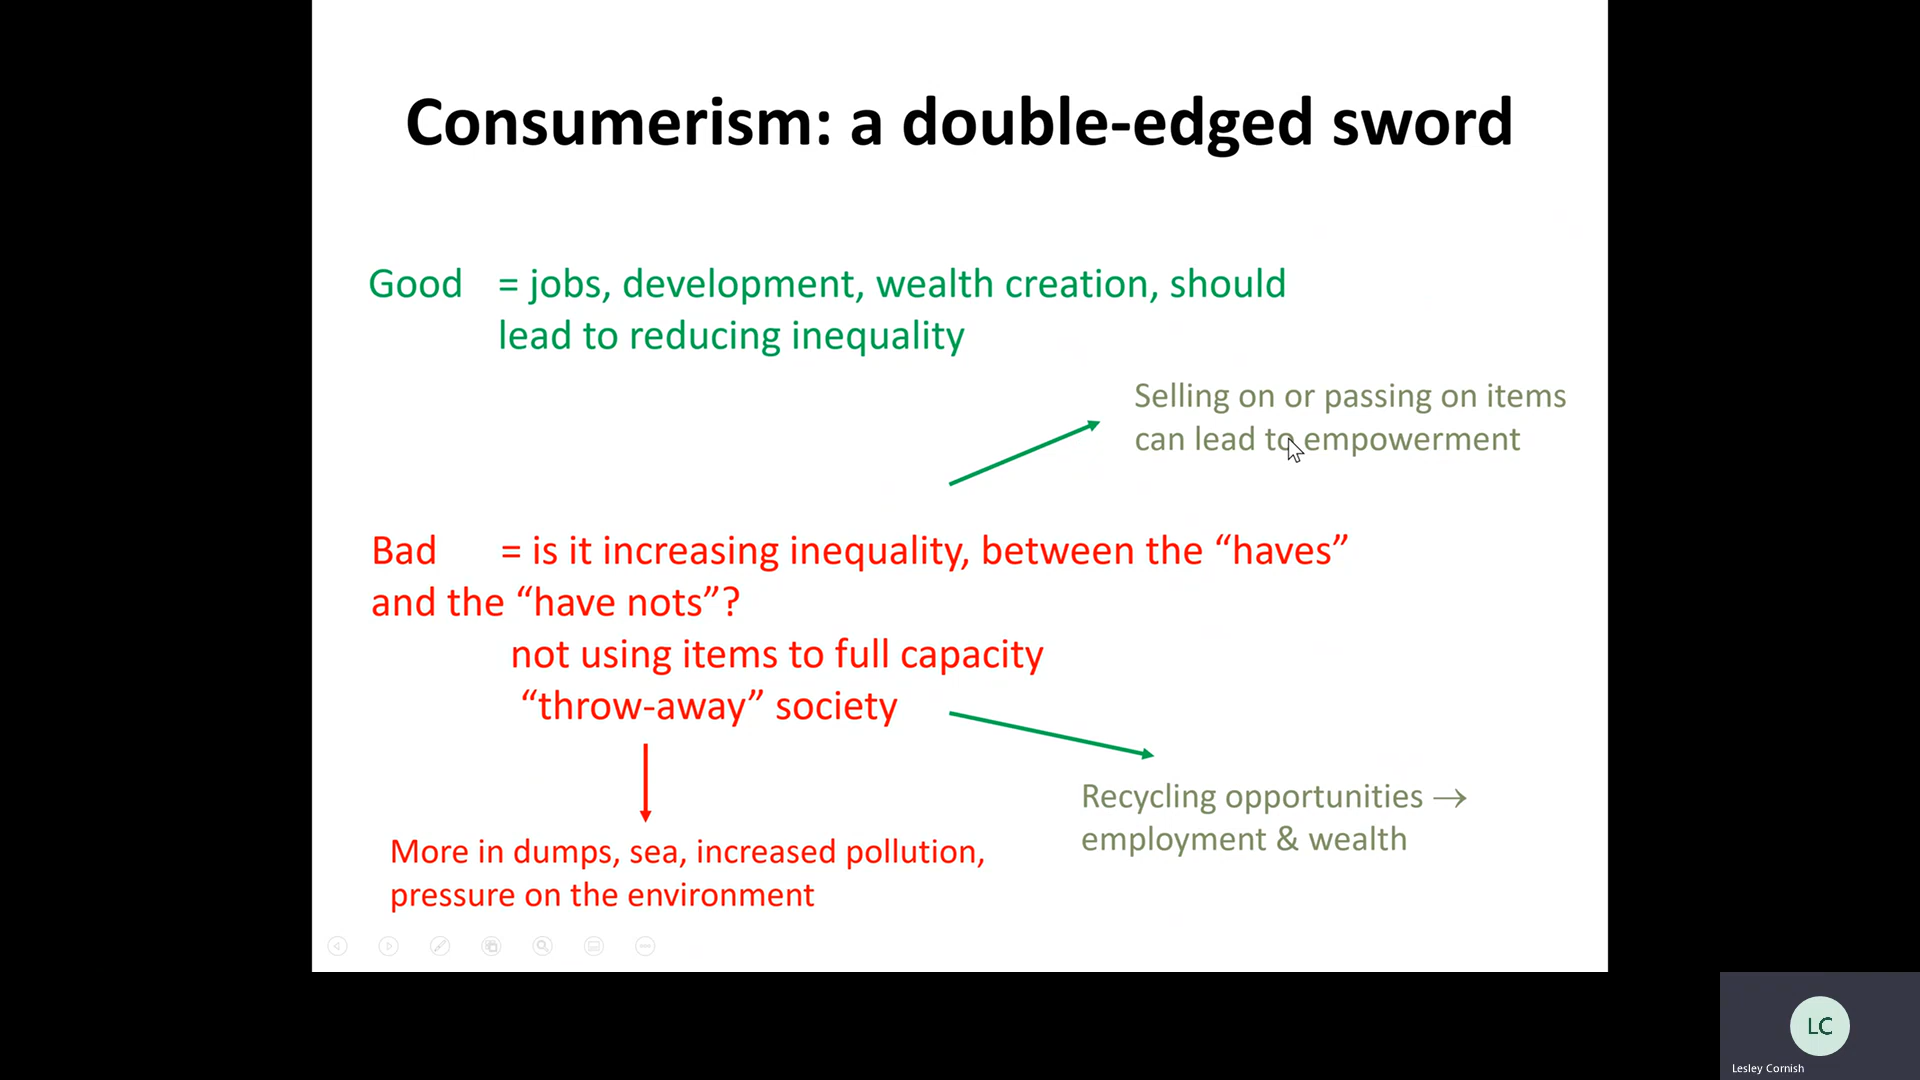 Consumerism: a double-edged sword
Good = jobs, development, wealth creation, should
lead to reducing inequality
Selling on or passing on items
can lead to empowerment
Bad = is it increasing inequality, between the “haves”
and the “have nots”?
not using items to full capacity
“throw-away” society
Recycling opportunities →
employment & wealth
More in dumps, sea, increased pollution,
pressure on the environment
LC
Lesley Cornish